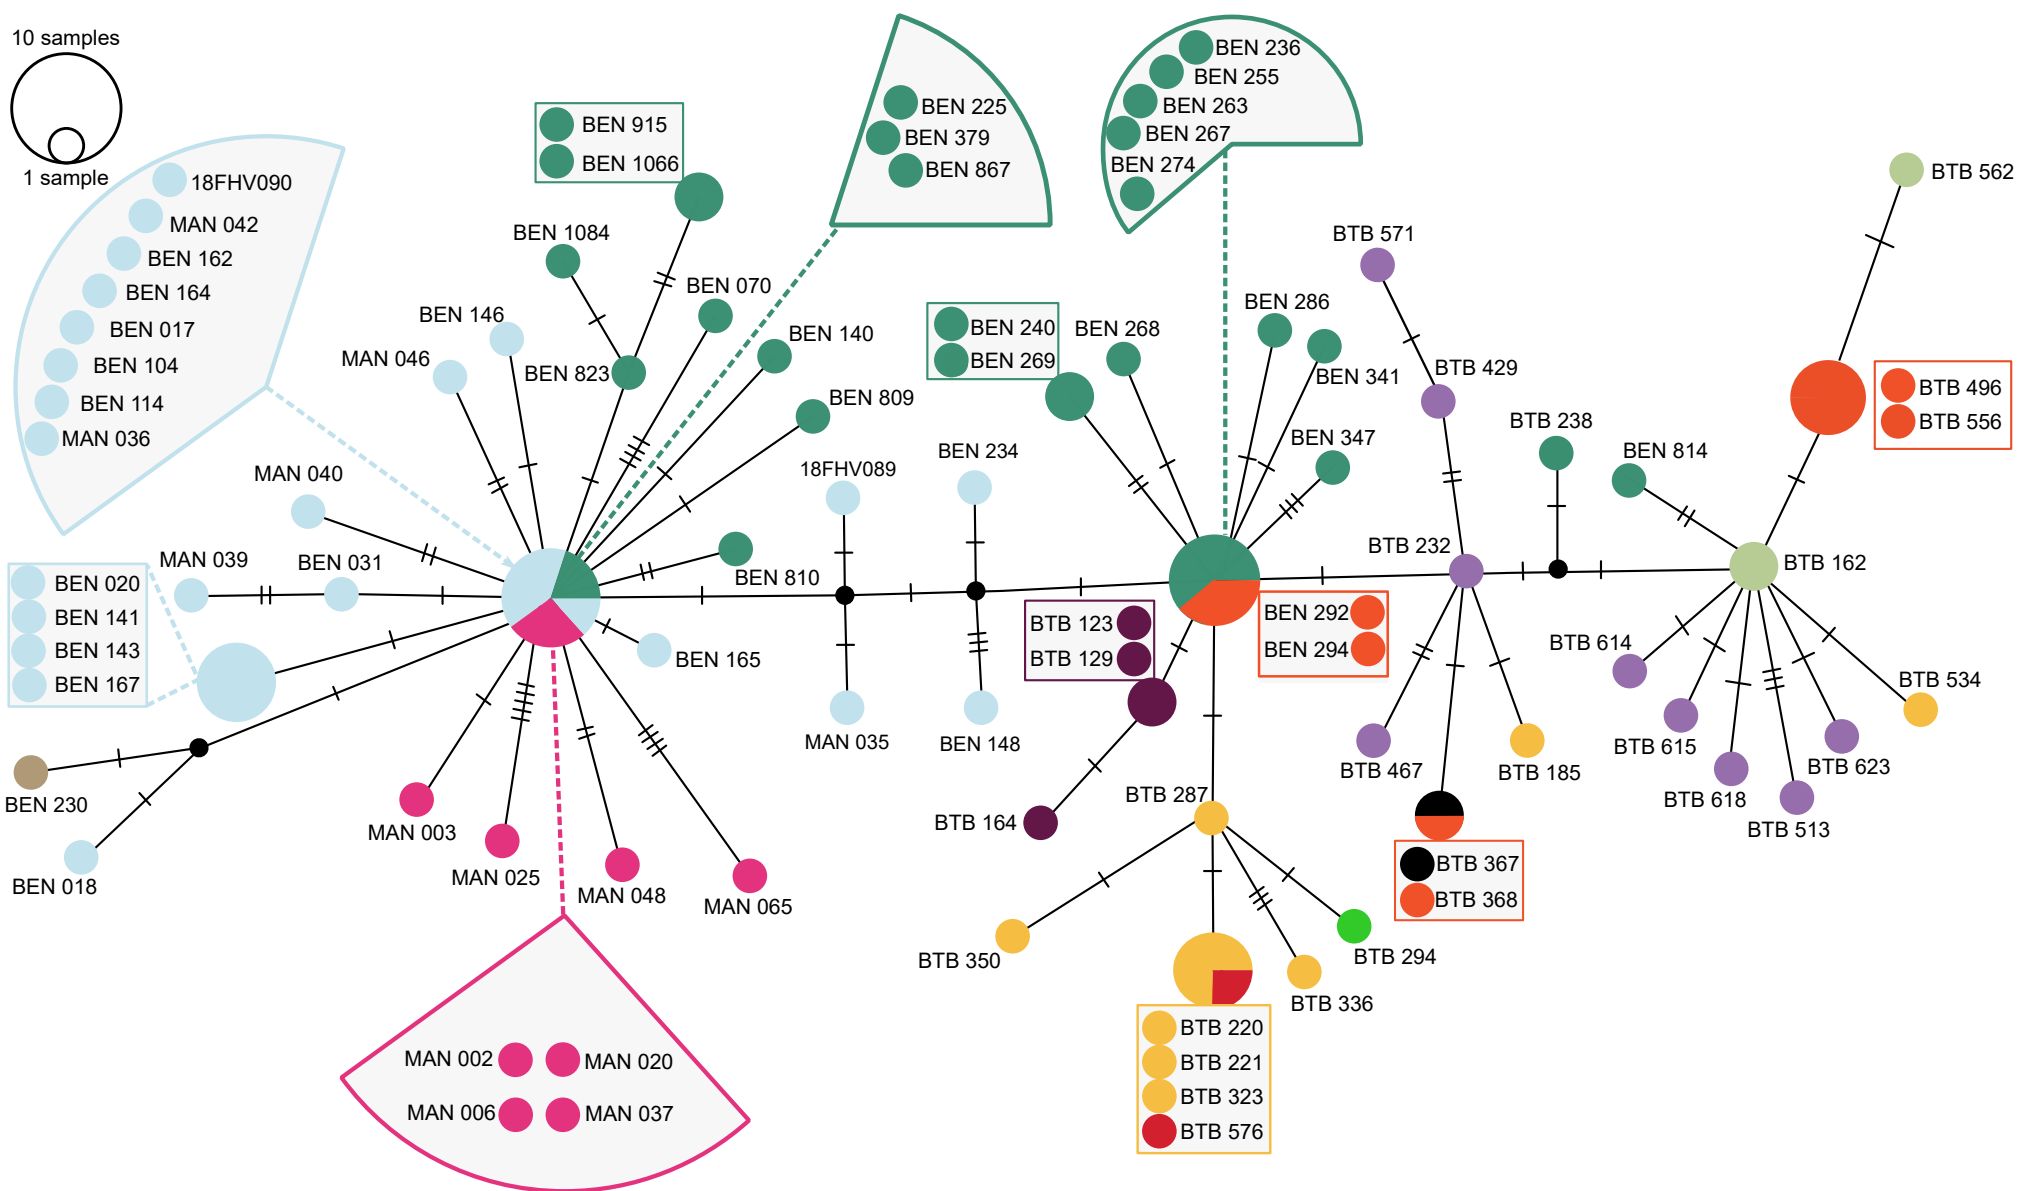 10 samples
1 sample
18FHV090
MAN 042
BEN 162
BEN 164
BEN 017
BEN 104
BEN 114
MAN 036
BEN 915
BEN 1066
BEN 225
BEN 379
BEN 867
BEN 236
BEN 255
BEN 263
BEN 267
BEN 274
BTB 562
BEN 1084
BEN 070
BEN 146
MAN 046
BEN 823
BEN 140
BEN 809
BEN 240
BEN 269
BEN 268
BEN 286
BEN 341
BEN 347
BTB 571
BTB 429
BTB 238
BEN 814
BTB 496
BTB 556
MAN 040
18FHV089
BEN 234
MAN 039
BEN 031
BEN 810
BTB 232
BTB 162
BEN 020
BEN 141
BEN 143
BEN 167
BEN 165
BTB 123
BTB 129
BEN 292
BEN 294
BTB 614
BTB 534
MAN 035
BEN 148
BTB 467
BTB 185
BTB 615
BTB 623
BTB 618
BTB 513
BEN 230
BEN 018
MAN 003
MAN 025
MAN 048
MAN 065
BTB 164
BTB 287
BTB 367
BTB 368
BTB 350
BTB 336
BTB 294
MAN 002
MAN 020
MAN 006
MAN 037
BTB 220
BTB 221
BTB 323
BTB 576